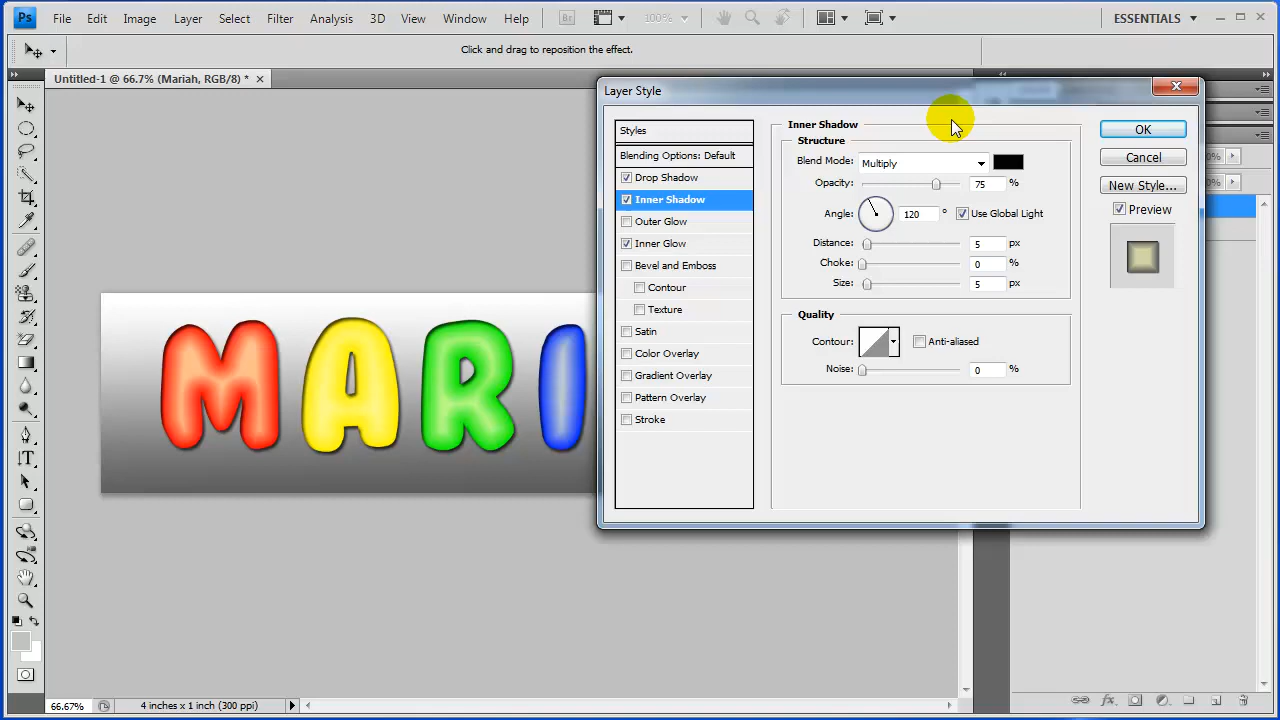 Ps File Edit Image Layer Select Filter Analysis 3D View Window Help Br 100% ESSENTIALS
Click and drag to reposition the effect.
Untitled-1 @ 66.7% (Mariah, RGB/8) *
Layer Style
Styles
Blending Options: Default
Drop Shadow
Inner Shadow
Outer Glow
Inner Glow
Bevel and Emboss
Contour
Texture
Satin
Color Overlay
Gradient Overlay
Pattern Overlay
Stroke
Inner Shadow
Structure
Blend Mode: Multiply
Opacity: 75 %
Angle: 120 ° Use Global Light
Distance: 5 px
Choke: 0 %
Size: 5 px
Quality
Contour: Anti-aliased
Noise: 0 %
OK
Cancel
New Style...
Preview
MARI
66.67% 4 inches x 1 inch (300 ppi)